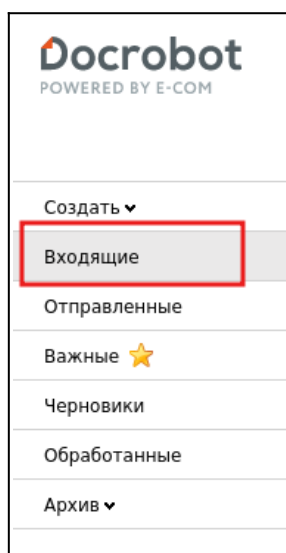 Docrobot
POWERED BY E-COM
Создать
Входящие
Отправленные
Важные
Черновики
Обработанные
Архив